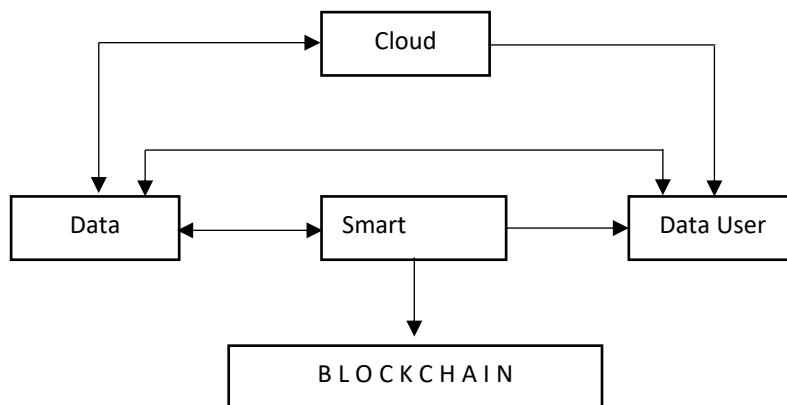 Cloud
Data
Smart
Data User
B L O C K C H A I N